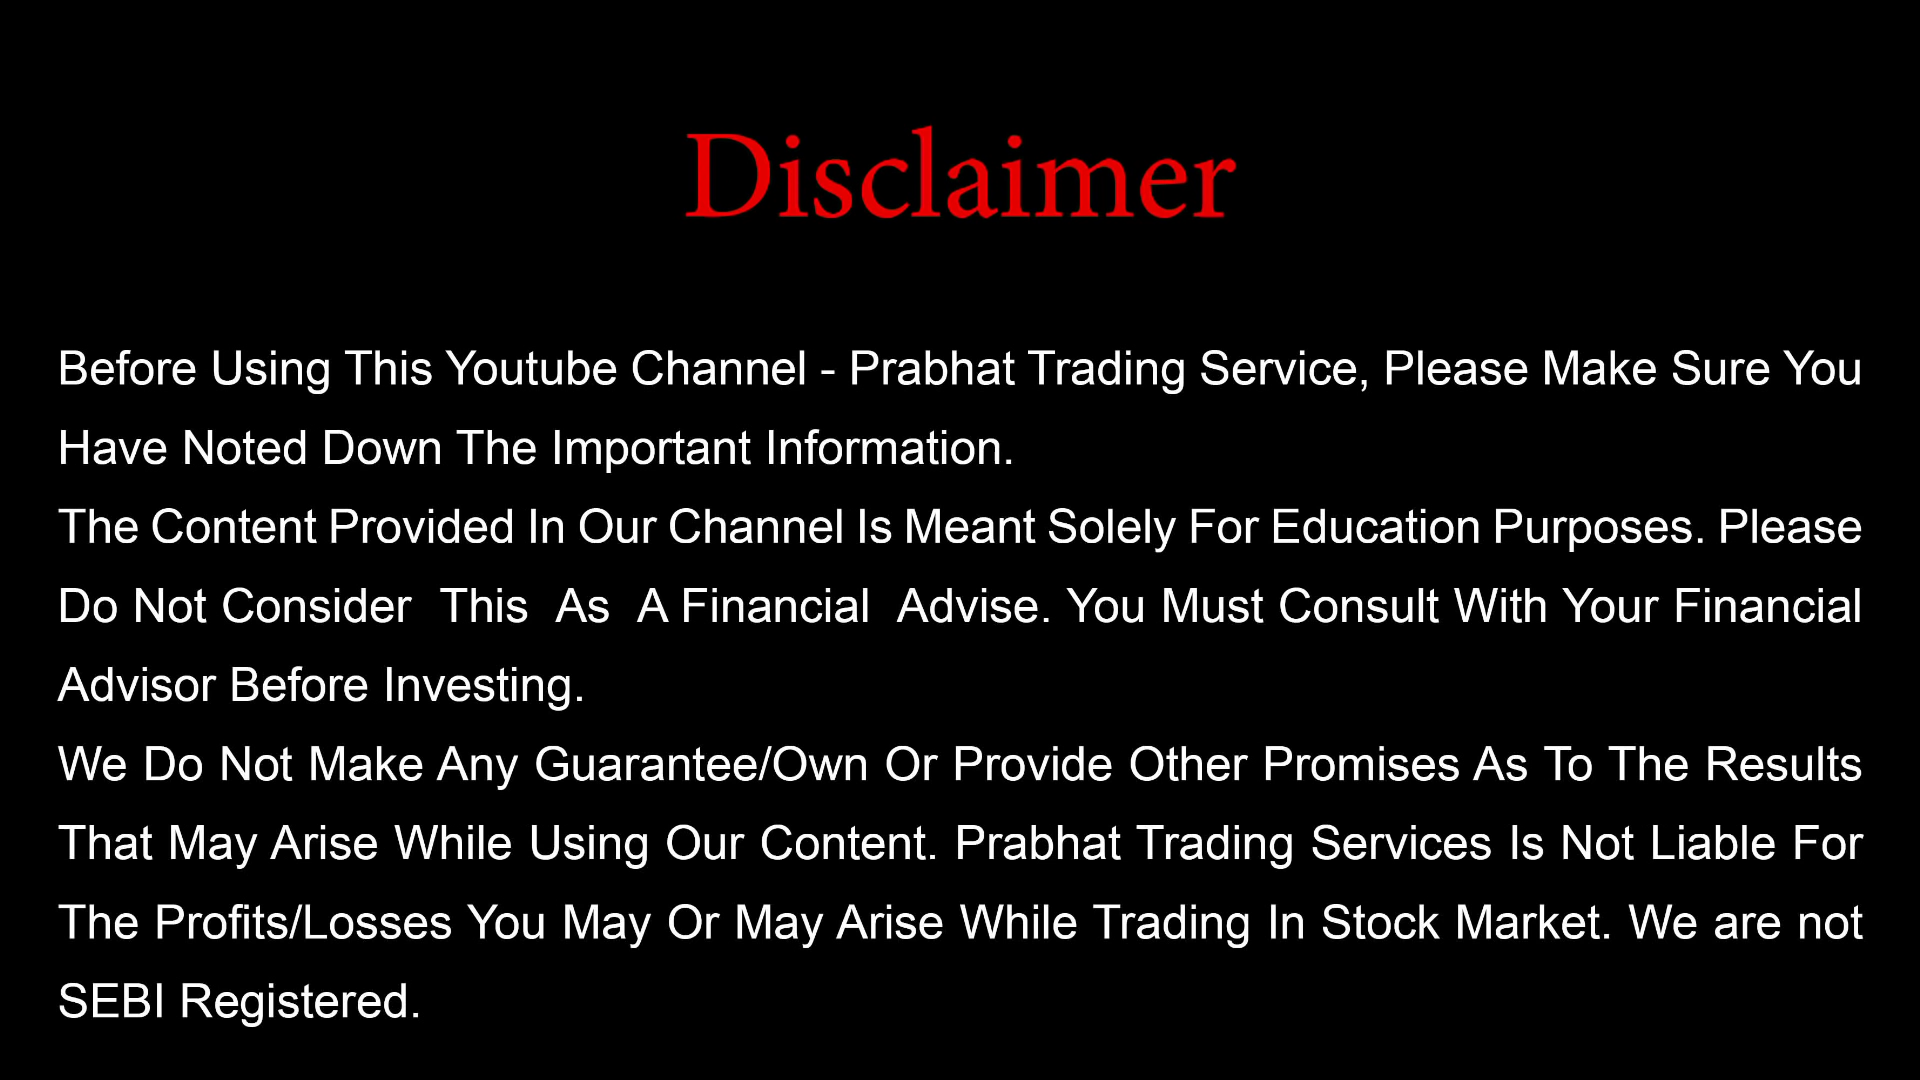 Disclaimer
Before Using This Youtube Channel - Prabhat Trading Service, Please Make Sure You
Have Noted Down The Important Information.
The Content Provided In Our Channel Is Meant Solely For Education Purposes. Please
Do Not Consider This As A Financial Advise. You Must Consult With Your Financial
Advisor Before Investing.
We Do Not Make Any Guarantee/Own Or Provide Other Promises As To The Results
That May Arise While Using Our Content. Prabhat Trading Services Is Not Liable For
The Profits/Losses You May Or May Arise While Trading In Stock Market. We are not
SEBI Registered.